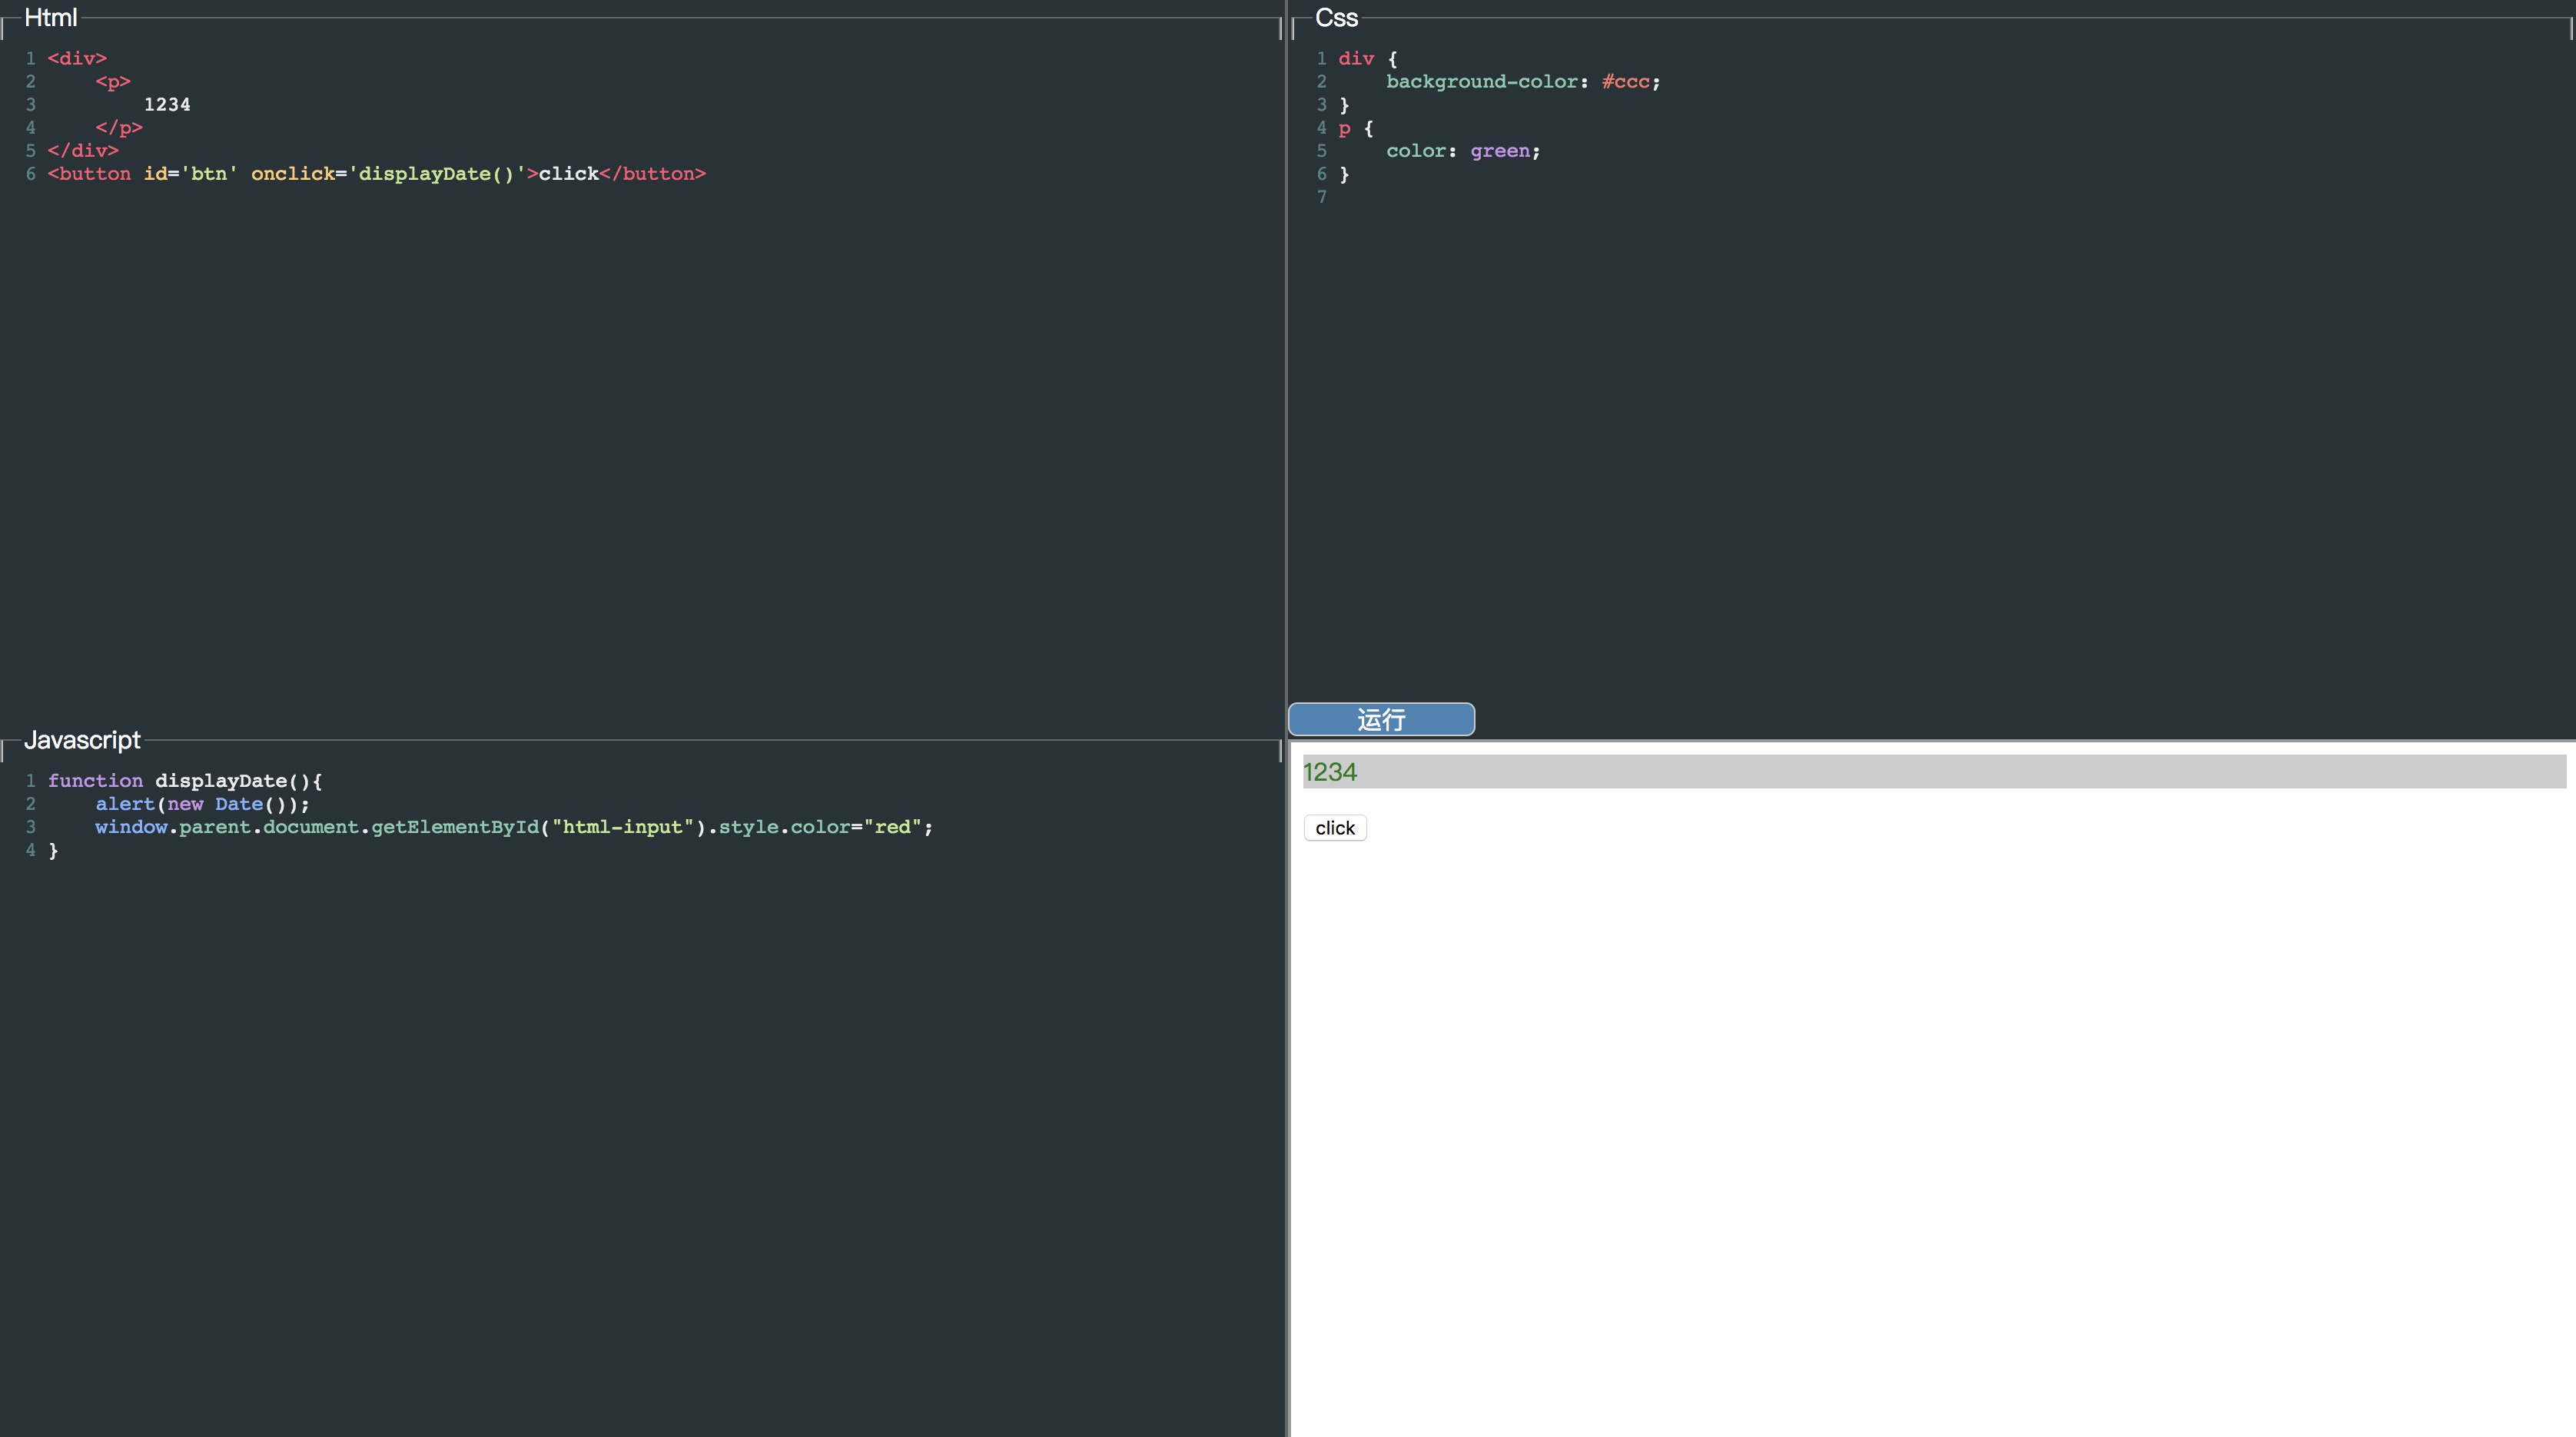 Html
1 <div>
2     <p>
3         1234
4     </p>
5 </div>
6 <button id='btn' onclick='displayDate()'>click</button>
Css
1 div {
2     background-color: #ccc;
3 }
4 p {
5     color: green;
6 }
7
运行
Javascript
1 function displayDate(){
2     alert(new Date());
3     window.parent.document.getElementById("html-input").style.color="red";
4 }
1234
click